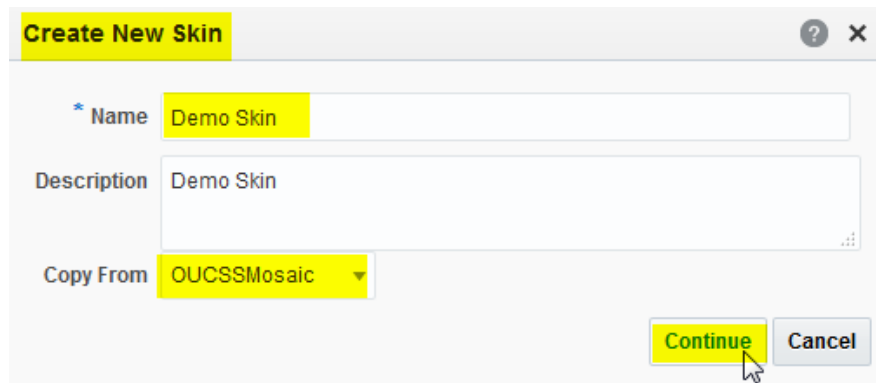 Create New Skin
* Name Demo Skin
Description Demo Skin
Copy From OUCSSMosaic
Continue Cancel